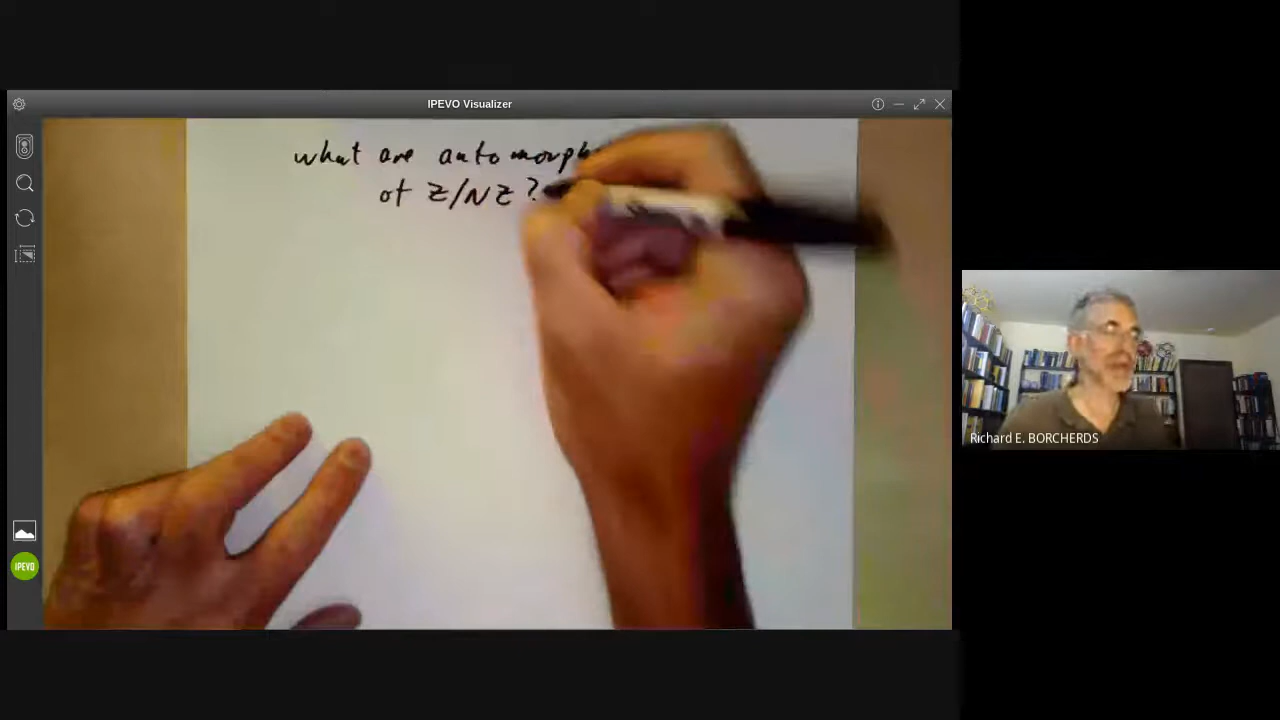 IPEVO Visualizer
what are automorph
of Z/NZ?
IPEVO
Richard E. BORCHERDS